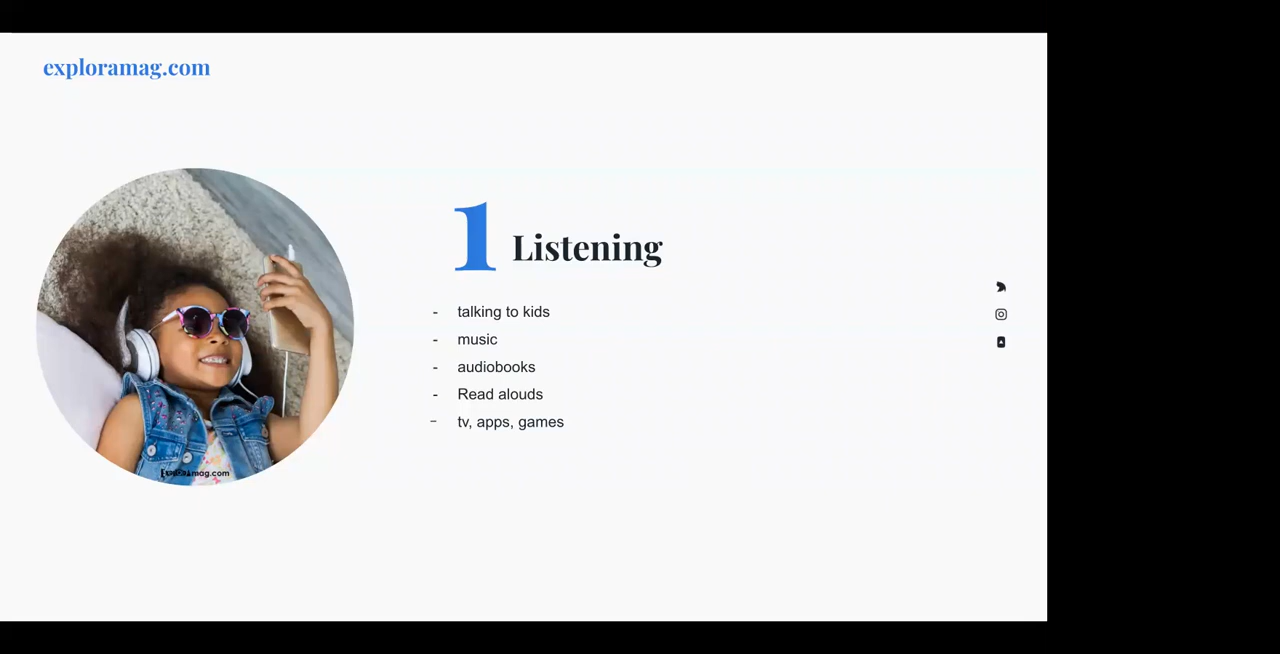 exploramag.com
1 Listening
- talking to kids
- music
- audiobooks
- Read alouds
- tv, apps, games